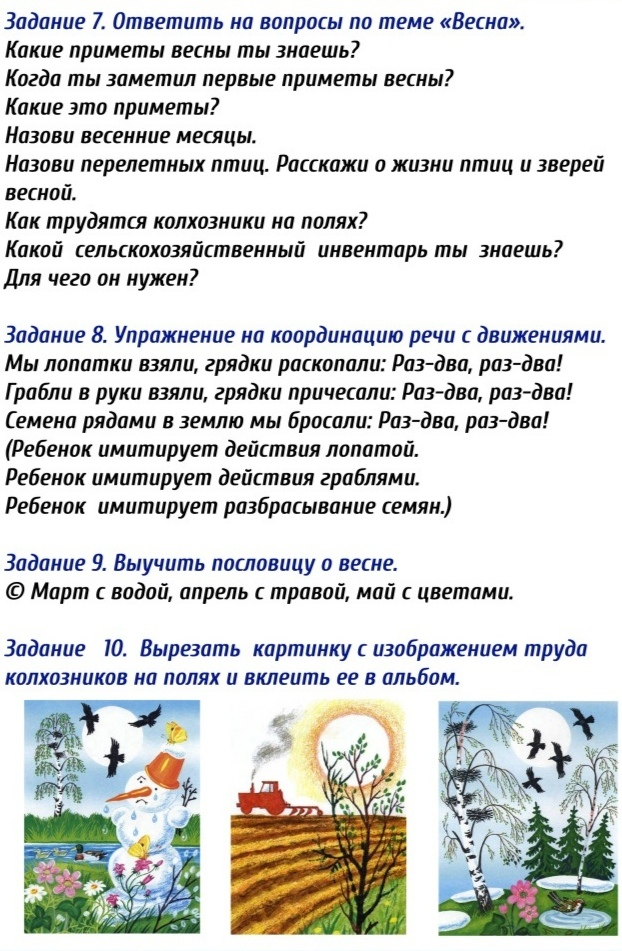 Задание 7. Ответить на вопросы по теме «Весна».
Какие приметы весны ты знаешь?
Когда ты заметил первые приметы весны?
Какие это приметы?
Назови весенние месяцы.
Назови перелетных птиц. Расскажи о жизни птиц и зверей
весной.
Как трудятся колхозники на полях?
Какой сельскохозяйственный инвентарь ты знаешь?
Для чего он нужен?
Задание 8. Упражнение на координацию речи с движениями.
Мы лопатки взяли, грядки раскопали: Раз-два, раз-два!
Грабли в руки взяли, грядки причесали: Раз-два, раз-два!
Семена рядами в землю мы бросали: Раз-два, раз-два!
(Ребенок имитирует действия лопатой.
Ребенок имитирует действия граблями.
Ребенок имитирует разбрасывание семян.)
Задание 9. Выучить пословицу о весне.
© Март с водой, апрель с травой, май с цветами.
Задание 10. Вырезать картинку с изображением труда
колхозников на полях и вклеить ее в альбом.